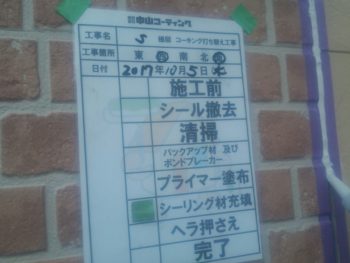 中山コーティング
工事名 J 様邸 コーキング打ち替え工事
工事箇所 東 西 南 北
日付 2017年10月5日(木)
施工前
シール撤去
清掃
バックアップ材 及び
ボンドブレーカー
プライマー塗布
シーリング材充填
ヘラ押さえ
完了